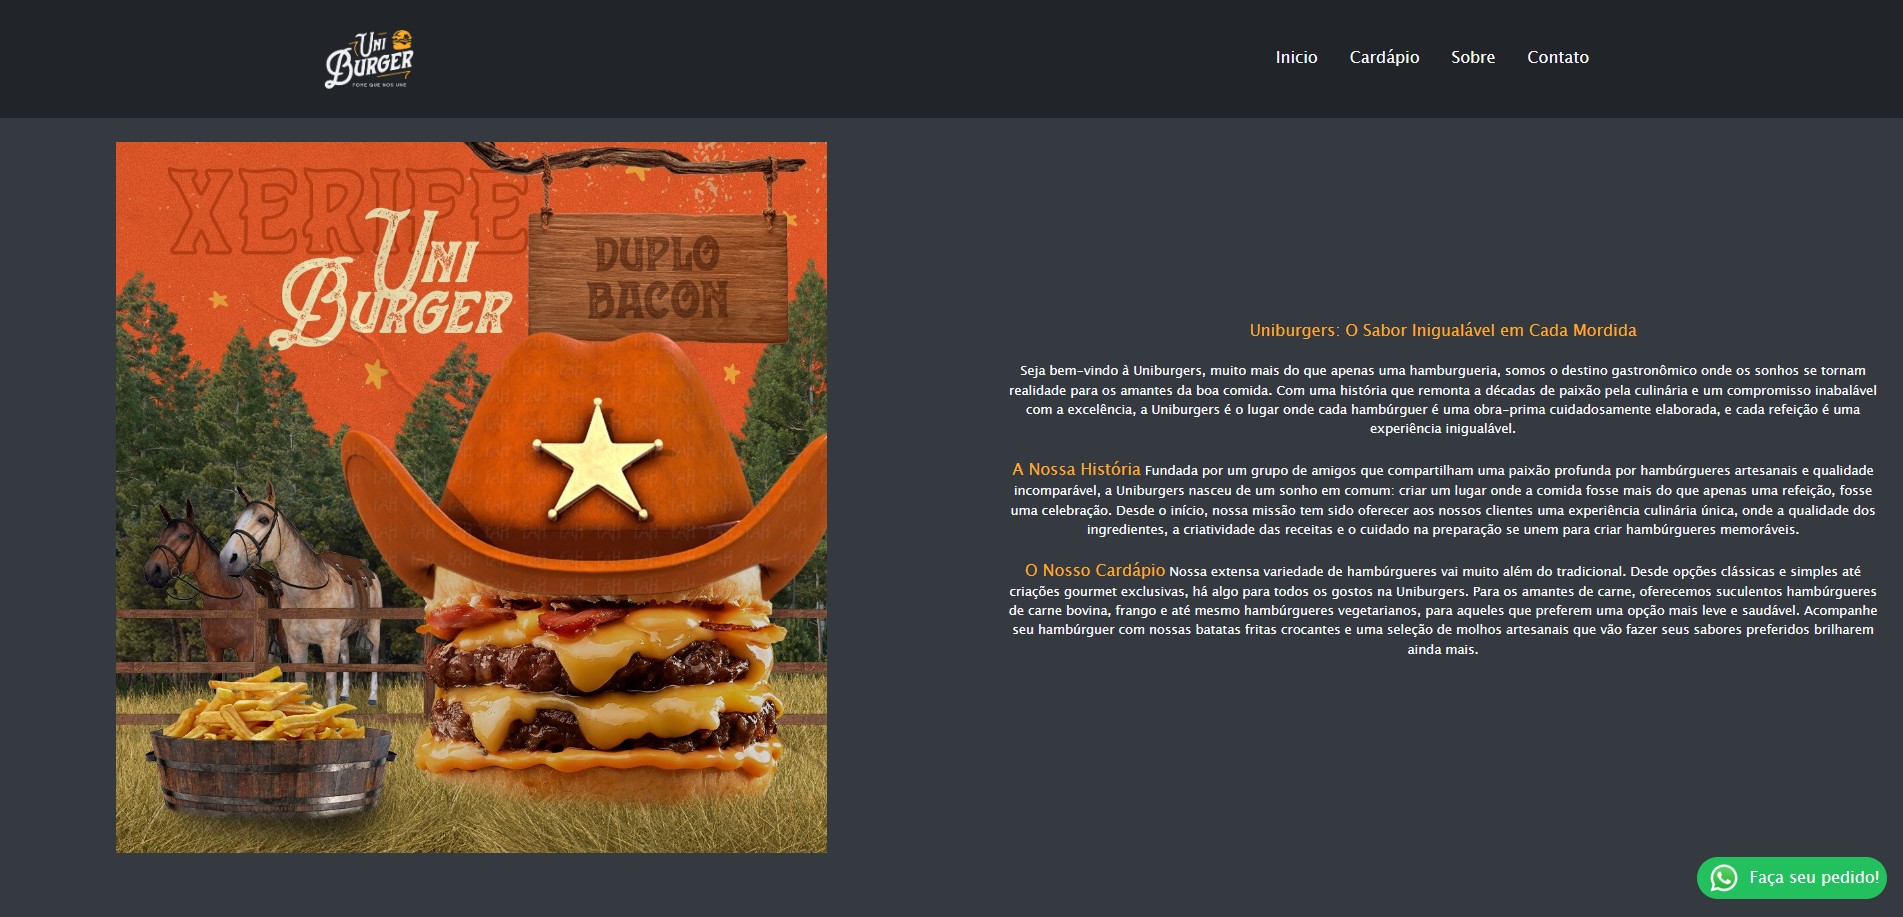 Uni
Burger
FOME QUE NOS UNE
Inicio Cardápio Sobre Contato
XERIFE
Uni
Burger
DUPLO
BACON
Uniburgers: O Sabor Inigualável em Cada Mordida
Seja bem-vindo à Uniburgers, muito mais do que apenas uma hamburgueria, somos o destino gastronômico onde os sonhos se tornam
realidade para os amantes da boa comida. Com uma história que remonta a décadas de paixão pela culinária e um compromisso inabalável
com a excelência, a Uniburgers é o lugar onde cada hambúrguer é uma obra-prima cuidadosamente elaborada, e cada refeição é uma
experiência inigualável.
A Nossa História Fundada por um grupo de amigos que compartilham uma paixão profunda por hambúrgueres artesanais e qualidade
incomparável, a Uniburgers nasceu de um sonho em comum: criar um lugar onde a comida fosse mais do que apenas uma refeição, fosse
uma celebração. Desde o início, nossa missão tem sido oferecer aos nossos clientes uma experiência culinária única, onde a qualidade dos
ingredientes, a criatividade das receitas e o cuidado na preparação se unem para criar hambúrgueres memoráveis.
O Nosso Cardápio Nossa extensa variedade de hambúrgueres vai muito além do tradicional. Desde opções clássicas e simples até
criações gourmet exclusivas, há algo para todos os gostos na Uniburgers. Para os amantes de carne, oferecemos suculentos hambúrgueres
de carne bovina, frango e até mesmo hambúrgueres vegetarianos, para aqueles que preferem uma opção mais leve e saudável. Acompanhe
seu hambúrguer com nossas batatas fritas crocantes e uma seleção de molhos artesanais que vão fazer seus sabores preferidos brilharem
ainda mais.
Faça seu pedido!